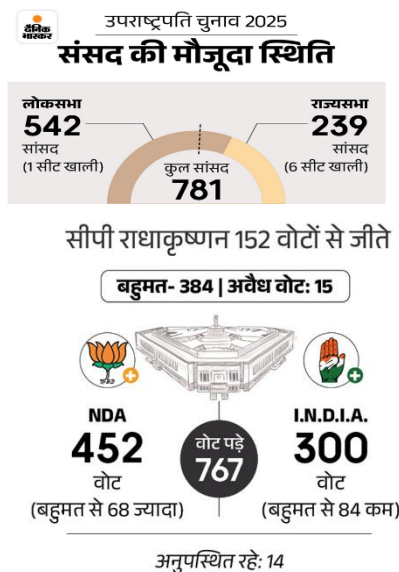 दैनिक
भास्कर
उपराष्ट्रपति चुनाव 2025
संसद की मौजूदा स्थिति
लोकसभा
542
सांसद
(1 सीट खाली)
राज्यसभा
239
सांसद
(6 सीट खाली)
कुल सांसद
781
सीपी राधाकृष्णन 152 वोटों से जीते
बहुमत- 384 | अवैध वोट: 15
NDA
452
वोट
(बहुमत से 68 ज्यादा)
वोट पड़े
767
I.N.D.I.A.
300
वोट
(बहुमत से 84 कम)
अनुपस्थित रहे: 14